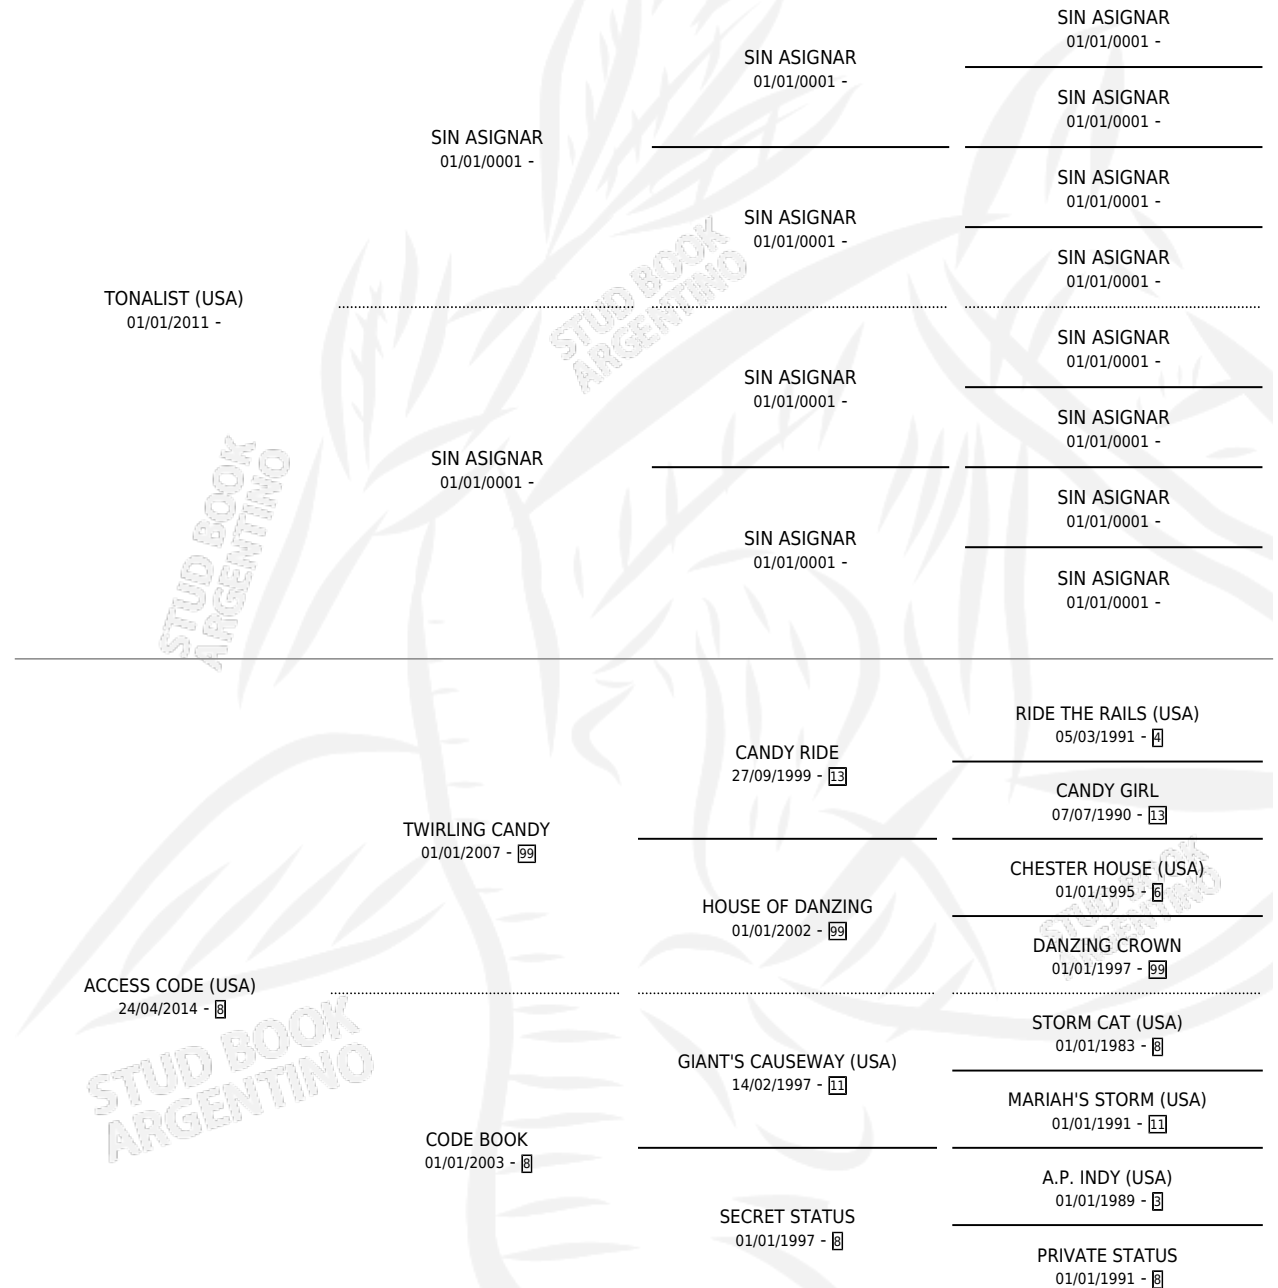 SIN ASIGNAR
01/01/0001 -
SIN ASIGNAR
01/01/0001 -
SIN ASIGNAR
01/01/0001 -
SIN ASIGNAR
01/01/0001 -
SIN ASIGNAR
01/01/0001 -
SIN ASIGNAR
01/01/0001 -
SIN ASIGNAR
01/01/0001 -
TONALIST (USA)
01/01/2011 -
SIN ASIGNAR
01/01/0001 -
SIN ASIGNAR
01/01/0001 -
SIN ASIGNAR
01/01/0001 -
SIN ASIGNAR
01/01/0001 -
SIN ASIGNAR
01/01/0001 -
SIN ASIGNAR
01/01/0001 -
SIN ASIGNAR
01/01/0001 -
STUD BOOK
ARGENTINO
STUD BOOK
ARGENTINO
RIDE THE RAILS (USA)
05/03/1991 - 4
CANDY RIDE
27/09/1999 - 13
CANDY GIRL
07/07/1990 - 13
TWIRLING CANDY
01/01/2007 - 99
CHESTER HOUSE (USA)
01/01/1995 - 6
HOUSE OF DANZING
01/01/2002 - 99
DANZING CROWN
01/01/1997 - 99
STUD BOOK
ARGENTINO
ACCESS CODE (USA)
24/04/2014 - 8
STORM CAT (USA)
01/01/1983 - 8
GIANT'S CAUSEWAY (USA)
14/02/1997 - 11
MARIAH'S STORM (USA)
01/01/1991 - 11
STUD BOOK
ARGENTINO
CODE BOOK
01/01/2003 - 8
A.P. INDY (USA)
01/01/1989 - 3
SECRET STATUS
01/01/1997 - 8
PRIVATE STATUS
01/01/1991 - 8